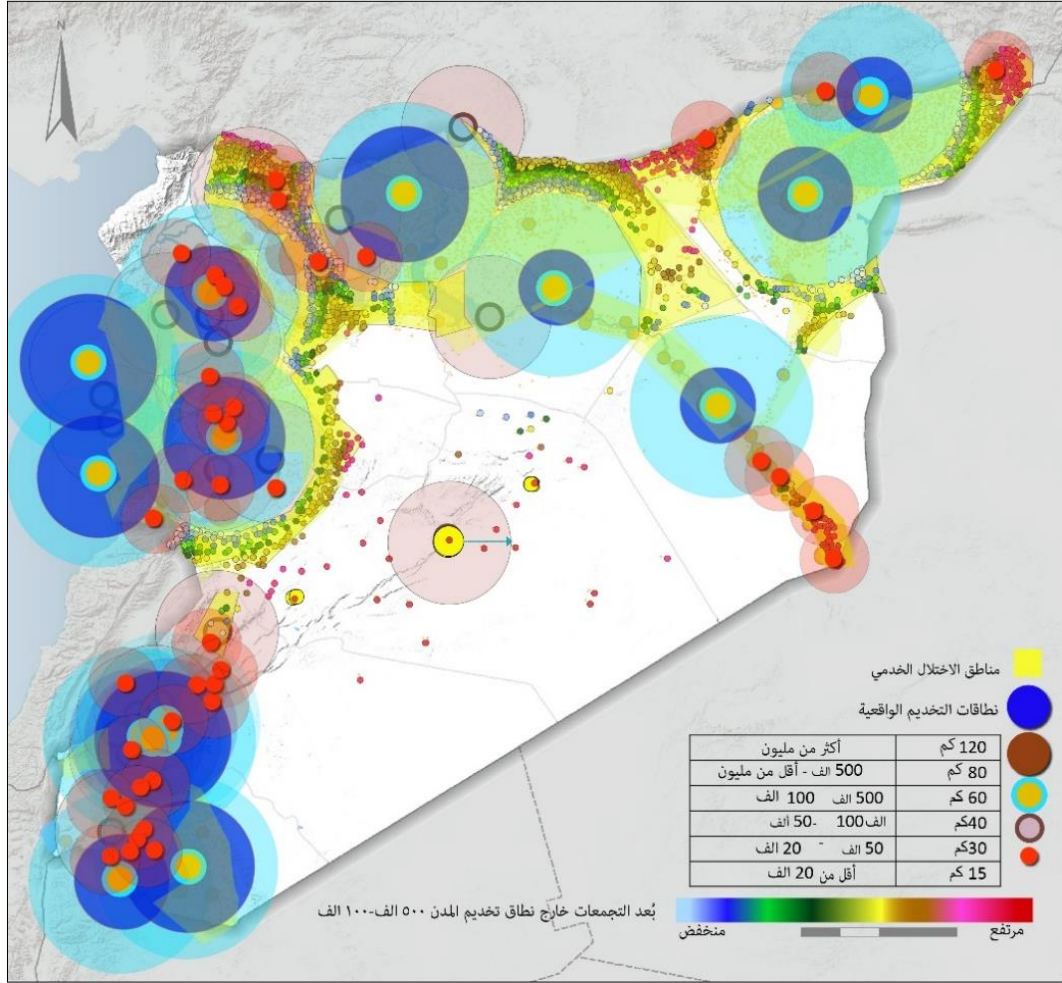 N
مناطق الاختلال الخدمي
نطاقات التخديم الواقعية
120 كم أكثر من مليون
80 كم 500 الف - أقل من مليون
60 كم 500 الف 100 الف
40كم الف100 -50 ألف
30كم 50 الف - 20 الف
15 كم أقل من 20 الف
بُعد التجمعات خارج نطاق تخديم المدن ٥٠٠ الف-١٠٠ الف
مرتفع منخفض